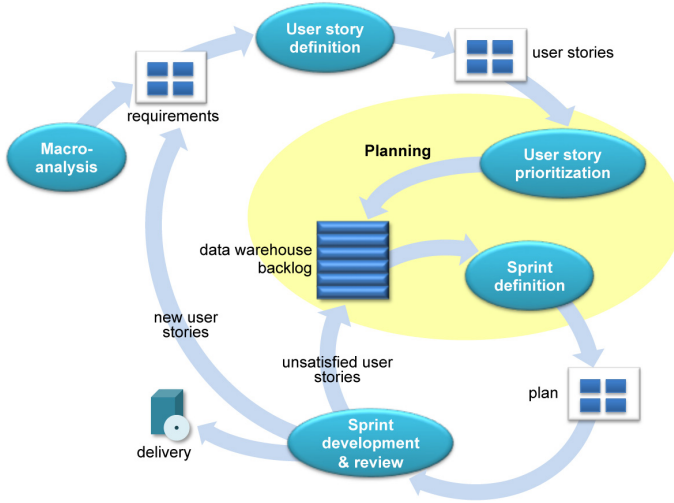 User story
definition
user stories
requirements
Macro-
analysis
Planning
User story
prioritization
data warehouse
backlog
Sprint
definition
new user
stories
unsatisfied user
stories
plan
delivery
Sprint
development
& review